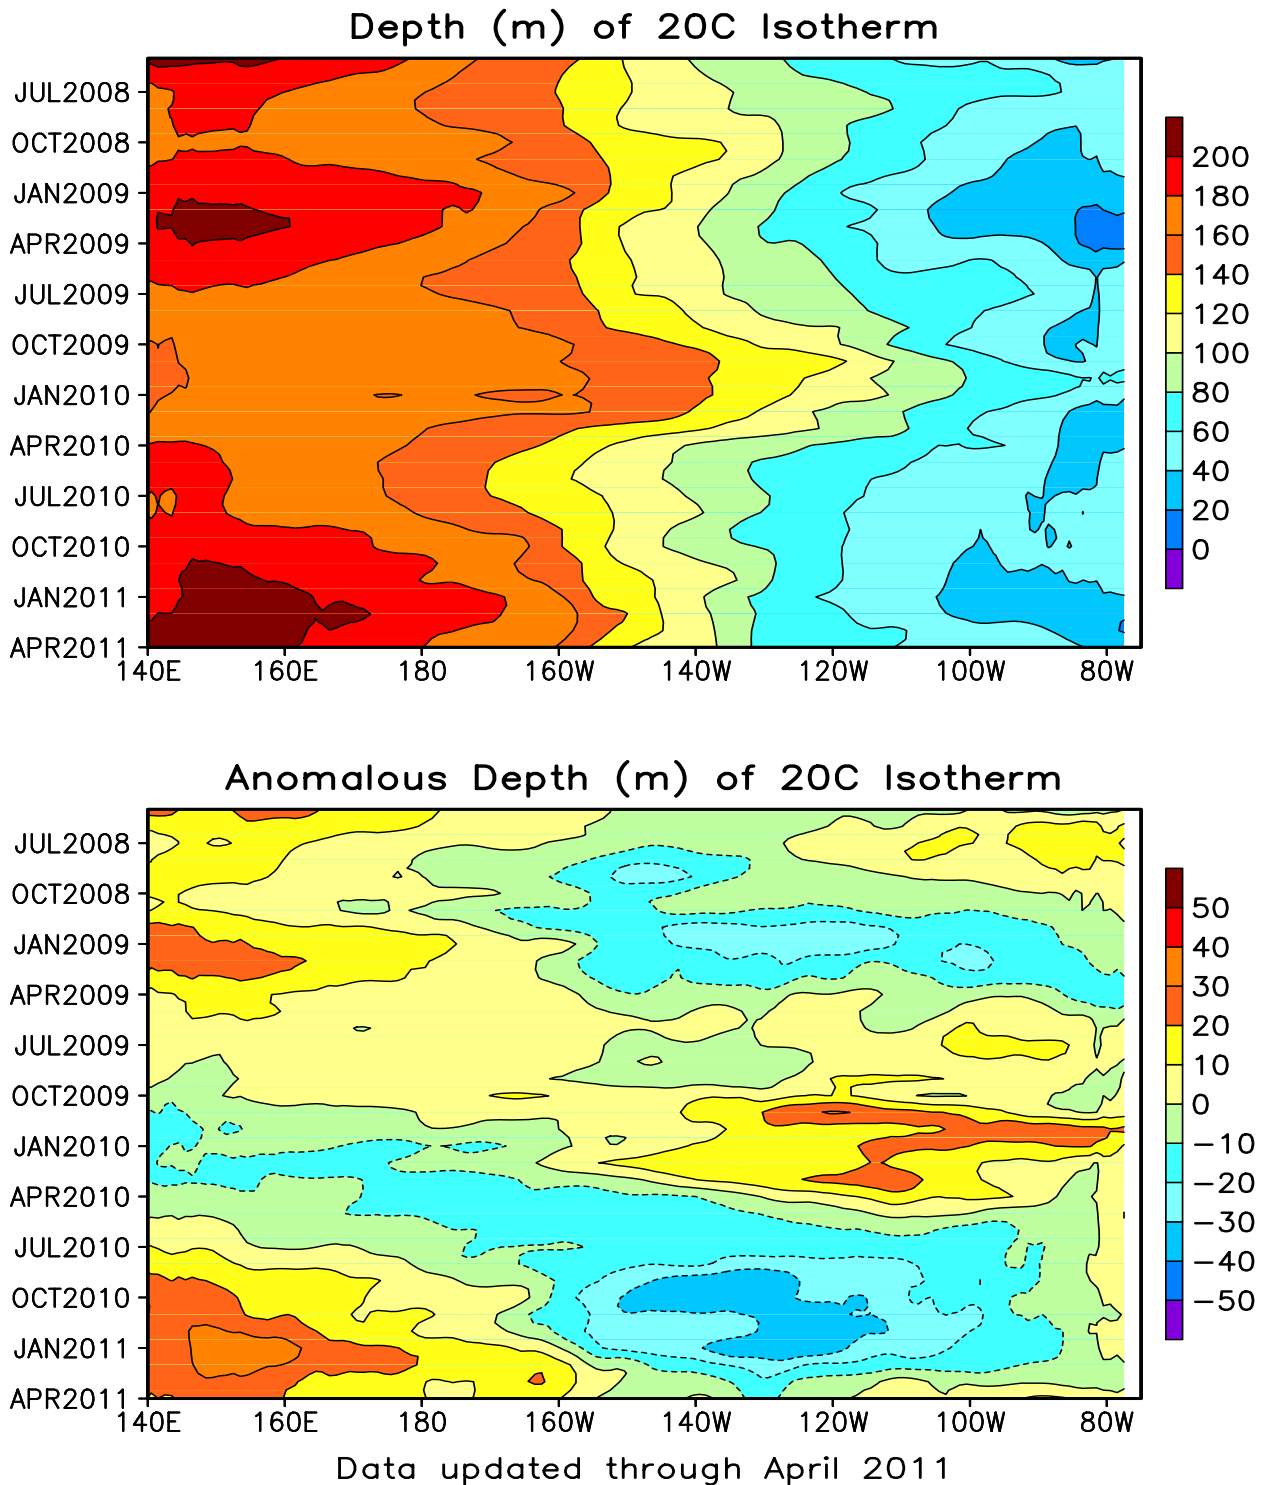 Depth (m) of 20C Isotherm
JUL2008
OCT2008
JAN2009
APR2009
JUL2009
OCT2009
JAN2010
APR2010
JUL2010
OCT2010
JAN2011
APR2011
140E 160E 180 160W 140W 120W 100W 80W
200
180
160
140
120
100
80
60
40
20
0
Anomalous Depth (m) of 20C Isotherm
JUL2008
OCT2008
JAN2009
APR2009
JUL2009
OCT2009
JAN2010
APR2010
JUL2010
OCT2010
JAN2011
APR2011
140E 160E 180 160W 140W 120W 100W 80W
50
40
30
20
10
0
−10
−20
−30
−40
−50
Data updated through April 2011